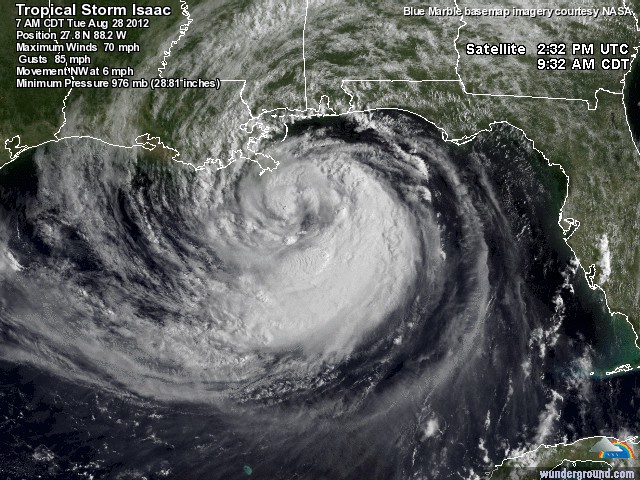 Tropical Storm Isaac
7 AM CDT Tue Aug 28 2012
Position 27.8 N 88.2 W
Maximum Winds 70 mph
Gusts 85 mph
Movement NW at 6 mph
Minimum Pressure 976 mb (28.81 inches)
Blue Marble basemap imagery courtesy NASA
Satellite 2:32 PM UTC
9:32 AM CDT
wunderground.com